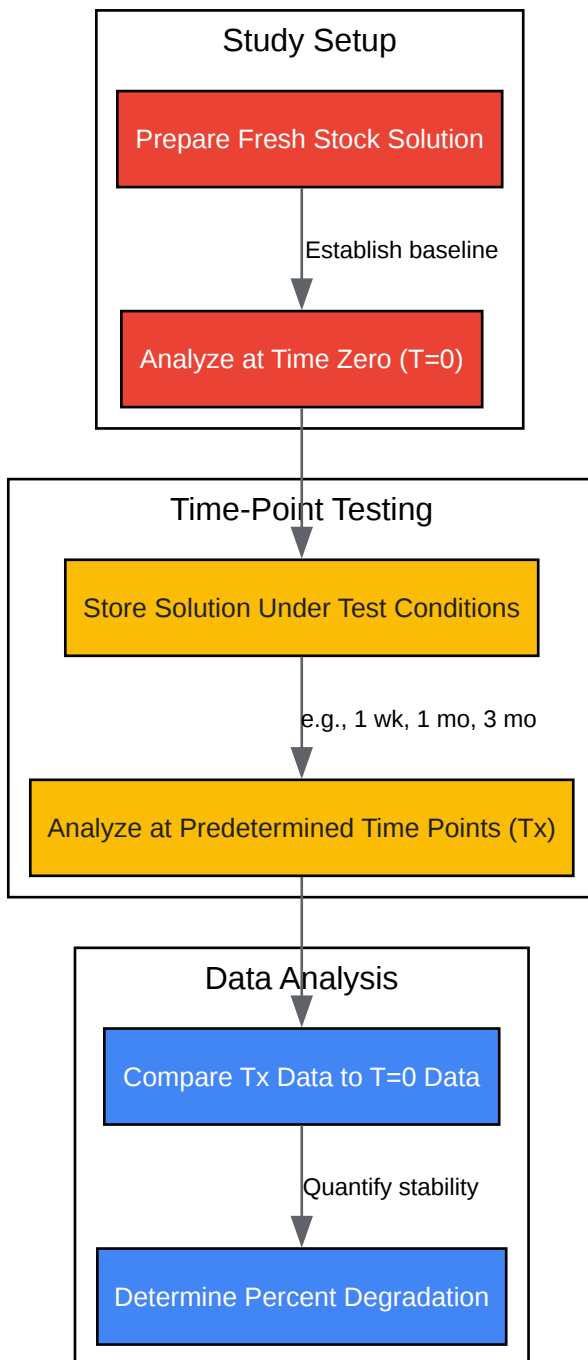 Study Setup
Prepare Fresh Stock Solution
Establish baseline
Analyze at Time Zero (T=0)
Time-Point Testing
Store Solution Under Test Conditions
e.g., 1 wk, 1 mo, 3 mo
Analyze at Predetermined Time Points (Tx)
Data Analysis
Compare Tx Data to T=0 Data
Quantify stability
Determine Percent Degradation